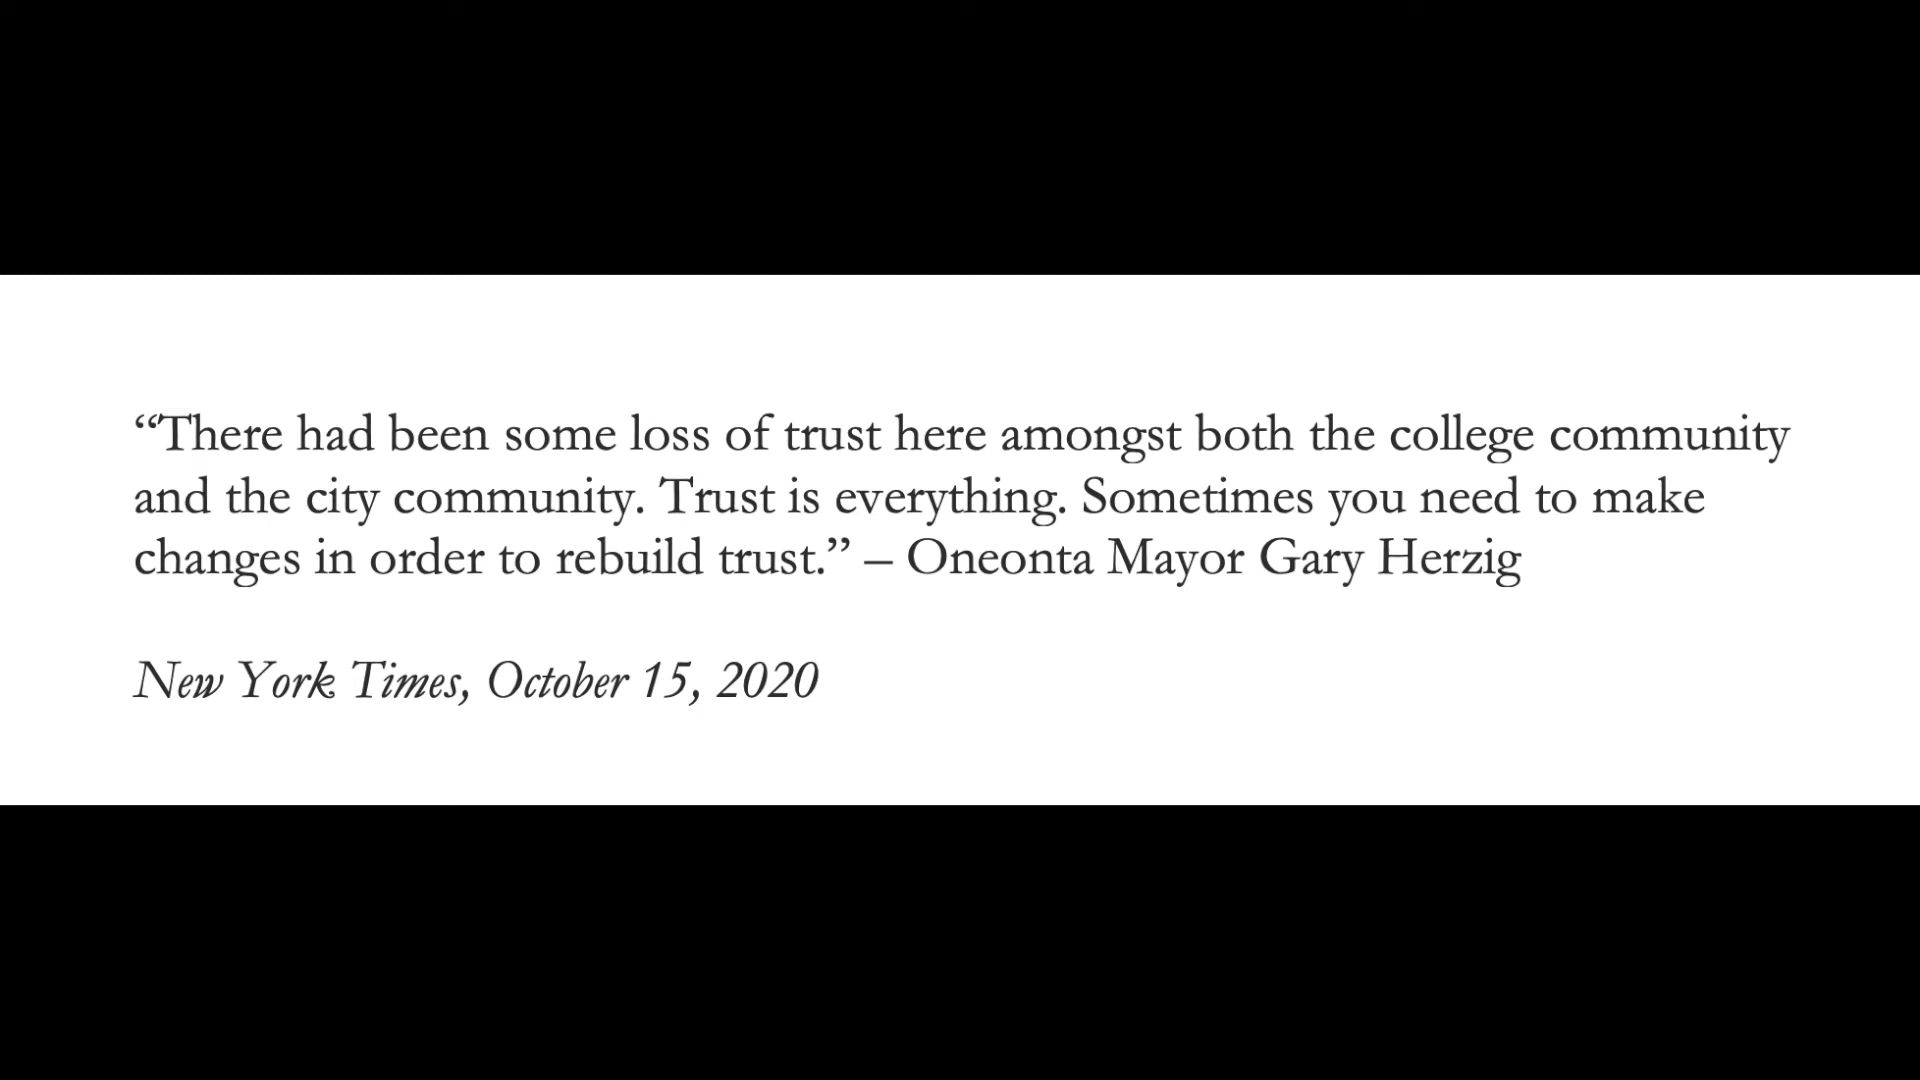 “There had been some loss of trust here amongst both the college community
and the city community. Trust is everything. Sometimes you need to make
changes in order to rebuild trust.” – Oneonta Mayor Gary Herzig
New York Times, October 15, 2020